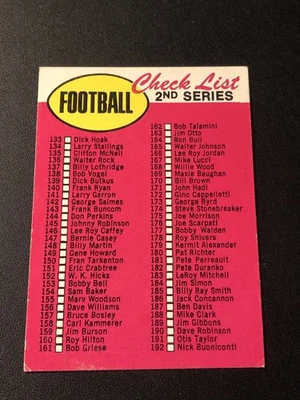 FOOTBALL
Check List
2ND SERIES
133 Dick Hoak
134 Larry Stallings
135 Clifton McNeil
136 Walter Rock
137 Billy Lothridge
138 Bob Vogel
139 Dick Butkus
140 Frank Ryan
141 Larry Garron
142 George Saimes
143 Frank Buncom
144 Don Perkins
145 Johnny Robinson
146 Lee Roy Caffey
147 Bernie Casey
148 Billy Martin
149 Gene Howard
150 Fran Tarkenton
151 Eric Crabtree
152 W. K. Hicks
153 Bobby Bell
154 Sam Baker
155 Marv Woodson
156 Dave Williams
157 Bruce Bosley
158 Carl Kammerer
159 Jim Burson
160 Roy Hilton
161 Bob Griese
162 Bob Talamini
163 Jim Otto
164 Ron Bull
165 Walter Johnson
166 Lee Roy Jordan
167 Mike Lucci
168 Willie Wood
169 Maxie Baughan
170 Bill Brown
171 John Hadl
172 Gino Cappelletti
173 George Byrd
174 Steve Stonebreaker
175 Joe Morrison
176 Joe Scarpati
177 Bobby Walden
178 Roy Shivers
179 Kermit Alexander
180 Pat Richter
181 Pete Perreault
182 Pete Duranko
183 LeRoy Mitchell
184 Jim Simon
185 Billy Ray Smith
186 Jack Concannon
187 Ben Davis
188 Mike Clark
189 Jim Gibbons
190 Dave Robinson
191 Otis Taylor
192 Nick Buoniconti